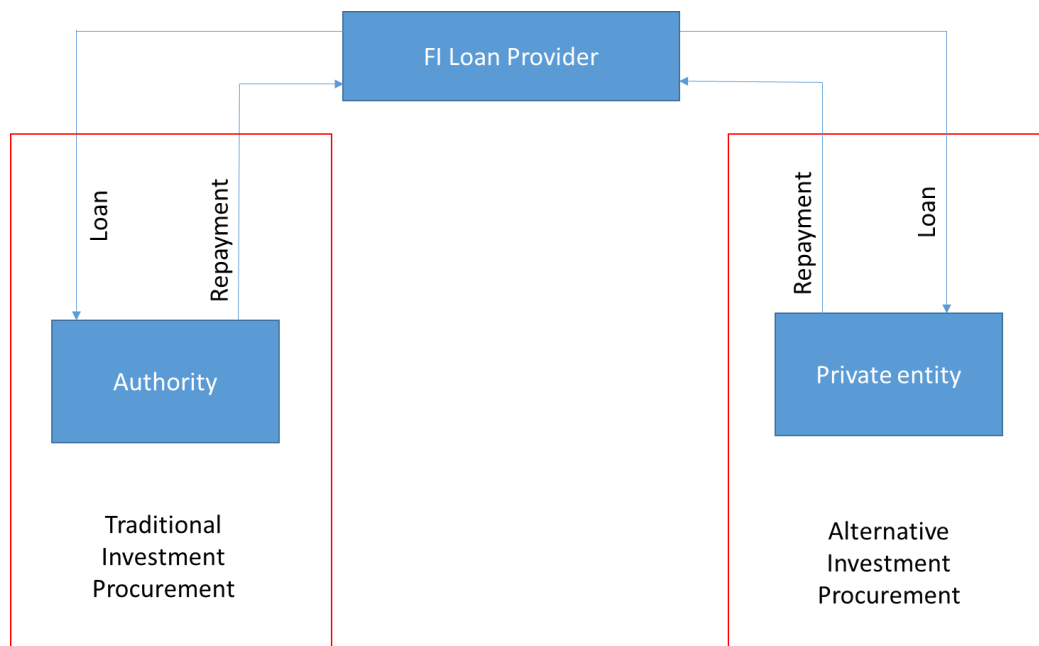 FI Loan Provider
Loan
Repayment
Repayment
Loan
Authority
Private entity
Traditional
Investment
Procurement
Alternative
Investment
Procurement